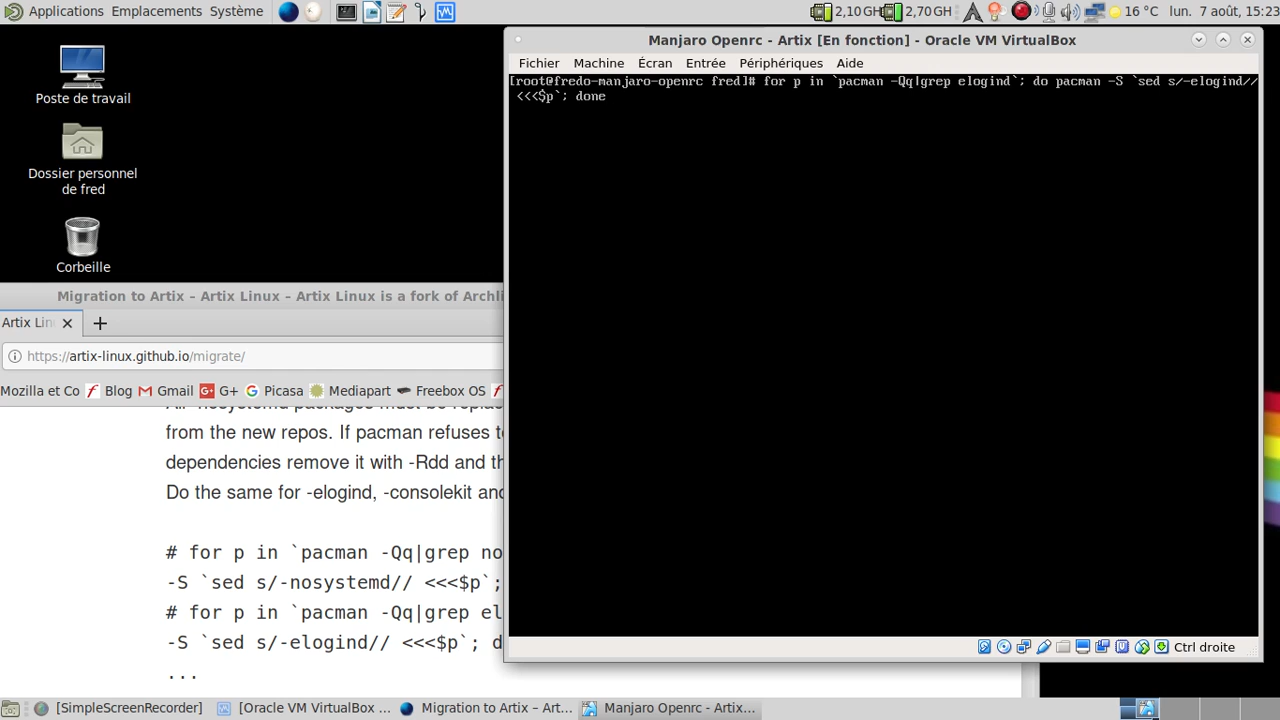 Applications Emplacements Système 2,10 GH 2,70 GH 16 °C lun. 7 août, 15:23
Poste de travail
Dossier personnel
de fred
Corbeille
Manjaro Openrc - Artix [En fonction] - Oracle VM VirtualBox
Fichier Machine Écran Entrée Périphériques Aide
[root@fredo-manjaro-openrc fred]# for p in `pacman -Qq|grep elogind`; do pacman -S `sed s/-elogind//
<<<$p`; done
Ctrl droite
Migration to Artix – Artix Linux – Artix Linux is a fork of Archli
Artix Lin
https://artix-linux.github.io/migrate/
Mozilla et Co Blog Gmail G+ Picasa Mediapart Freebox OS
from the new repos. If pacman refuses to
dependencies remove it with -Rdd and th
Do the same for -elogind, -consolekit and
# for p in `pacman -Qq|grep no
-S `sed s/-nosystemd// <<<$p`;
# for p in `pacman -Qq|grep el
-S `sed s/-elogind// <<<$p`; d
...
[SimpleScreenRecorder] [Oracle VM VirtualBox ... Migration to Artix – Art... Manjaro Openrc - Artix...